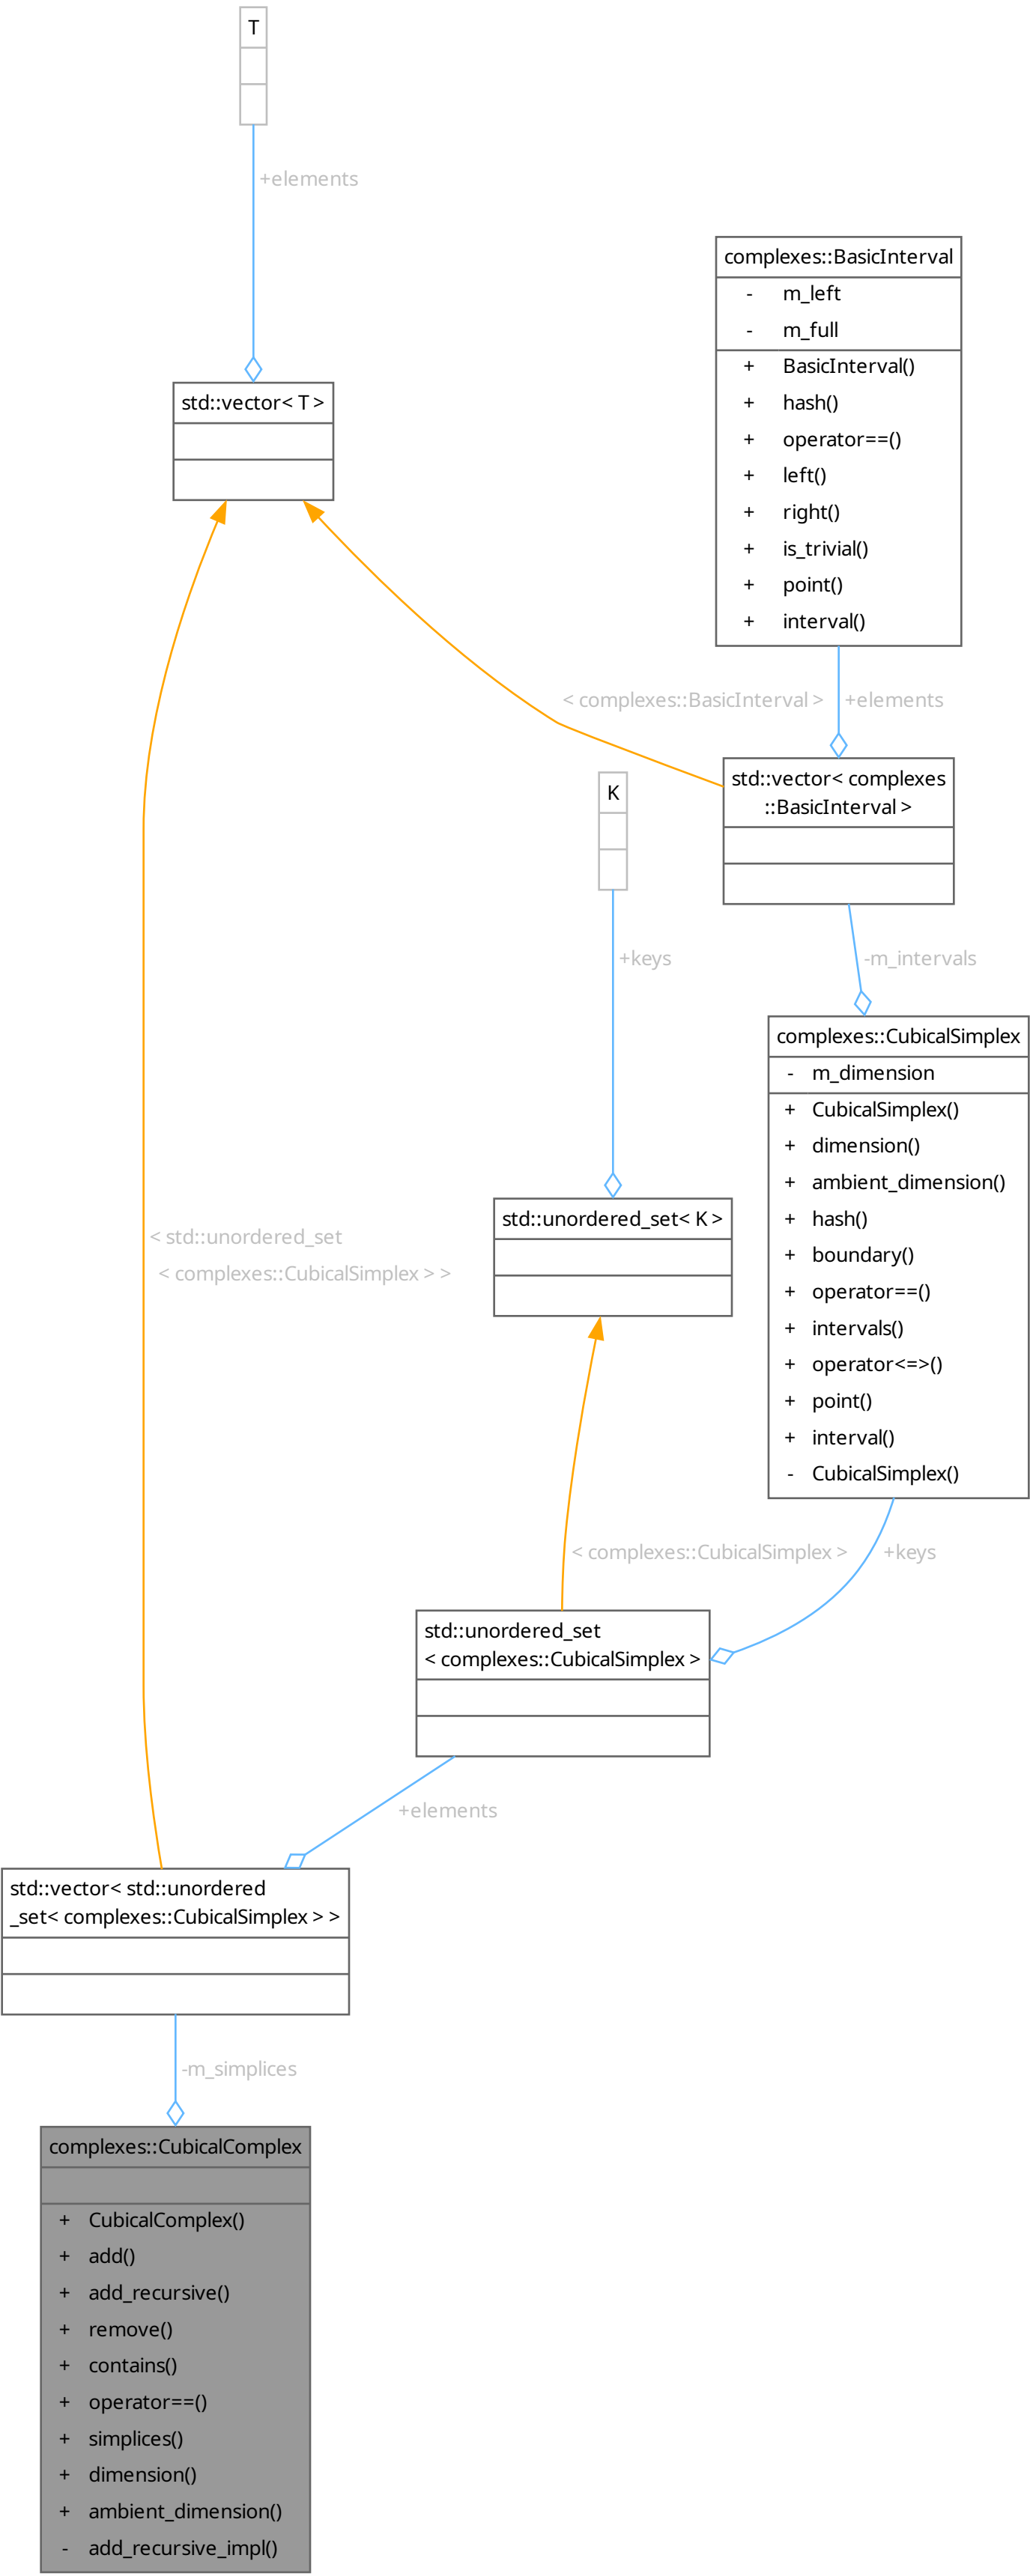 T
+elements
complexes::BasicInterval
- m_left
- m_full
+ BasicInterval()
+ hash()
+ operator==()
+ left()
+ right()
+ is_trivial()
+ point()
+ interval()
std::vector< T >
< complexes::BasicInterval >
+elements
std::vector< complexes
::BasicInterval >
K
+keys
-m_intervals
complexes::CubicalSimplex
- m_dimension
+ CubicalSimplex()
+ dimension()
+ ambient_dimension()
+ hash()
+ boundary()
+ operator==()
+ intervals()
+ operator<=>()
+ point()
+ interval()
- CubicalSimplex()
std::unordered_set< K >
< std::unordered_set
< complexes::CubicalSimplex > >
< complexes::CubicalSimplex >
+keys
std::unordered_set
< complexes::CubicalSimplex >
+elements
std::vector< std::unordered
_set< complexes::CubicalSimplex > >
-m_simplices
complexes::CubicalComplex
+ CubicalComplex()
+ add()
+ add_recursive()
+ remove()
+ contains()
+ operator==()
+ simplices()
+ dimension()
+ ambient_dimension()
- add_recursive_impl()